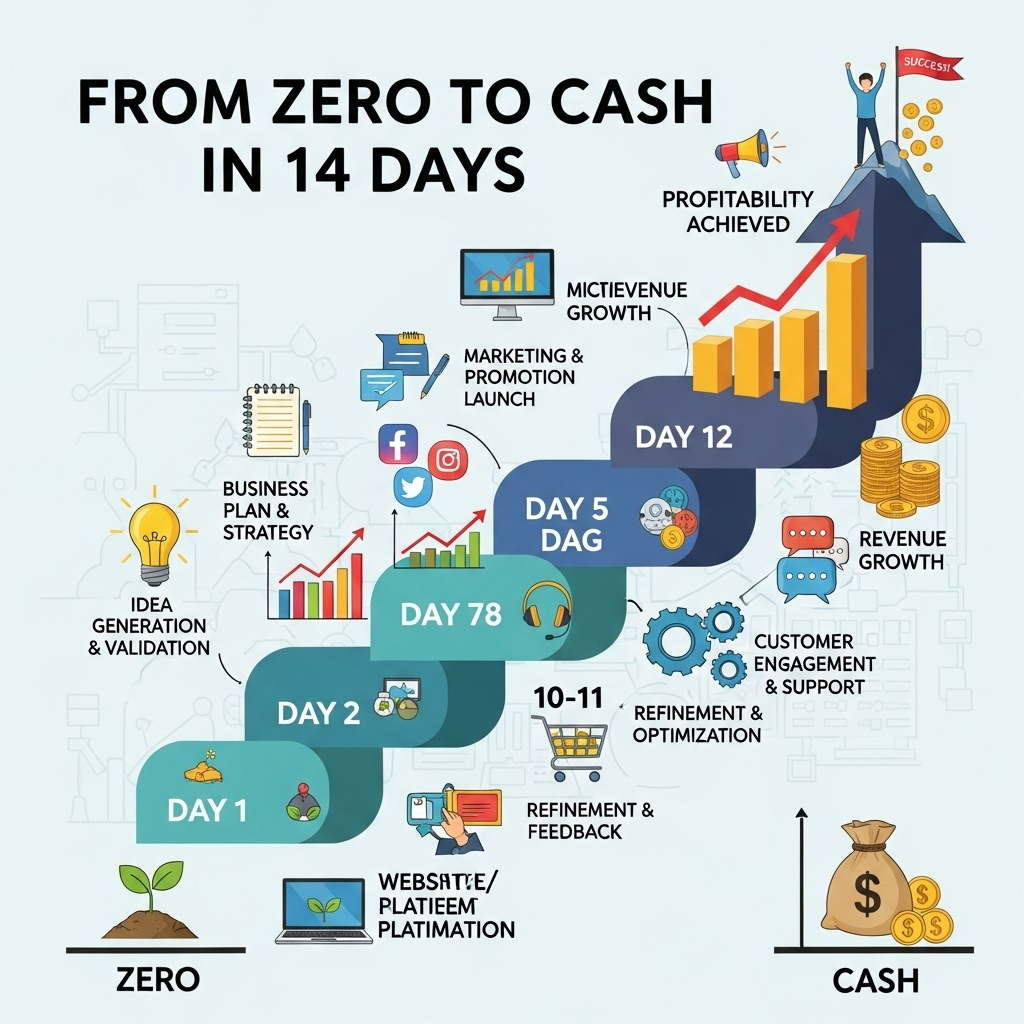 FROM ZERO TO CASH
IN 14 DAYS
SUCCESS!
PROFITABILITY
ACHIEVED
MICTIEVENUE
GROWTH
MARKETING &
PROMOTION
LAUNCH
BUSINESS
PLAN &
STRATEGY
IDEA
GENERATION
& VALIDATION
DAY 12
DAY 5
DAG
DAY 78
DAY 2
DAY 1
REVENUE
GROWTH
CUSTOMER
ENGAGEMENT
& SUPPORT
10-11
REFINEMENT &
OPTIMIZATION
REFINEMENT &
FEEDBACK
PLATIEEM
PLATIMATION
ZERO
CASH